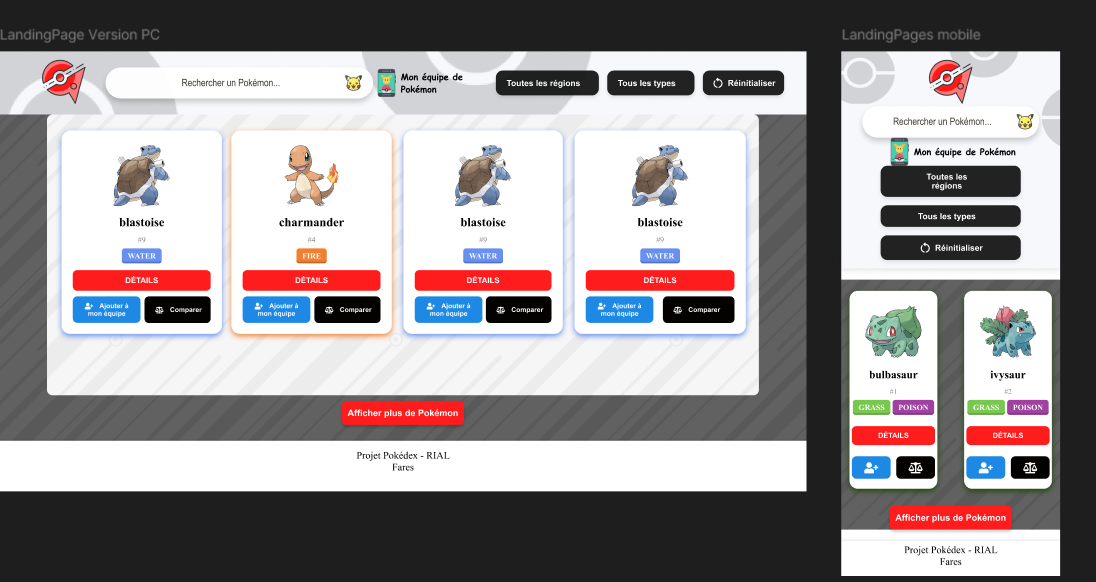 LandingPage Version PC
Rechercher un Pokémon...
Mon équipe de
Pokémon
Toutes les régions
Tous les types
Réinitialiser
blastoise
#9
WATER
DÉTAILS
Ajouter à
mon équipe
Comparer
charmander
#4
FIRE
DÉTAILS
Ajouter à
mon équipe
Comparer
blastoise
#9
WATER
DÉTAILS
Ajouter à
mon équipe
Comparer
blastoise
#9
WATER
DÉTAILS
Ajouter à
mon équipe
Comparer
Afficher plus de Pokémon
Projet Pokédex - RIAL
Fares
LandingPages mobile
Rechercher un Pokémon...
Mon équipe de Pokémon
Toutes les
régions
Tous les types
Réinitialiser
bulbasaur
#1
GRASS POISON
DÉTAILS
ivysaur
#2
GRASS POISON
DÉTAILS
Afficher plus de Pokémon
Projet Pokédex - RIAL
Fares